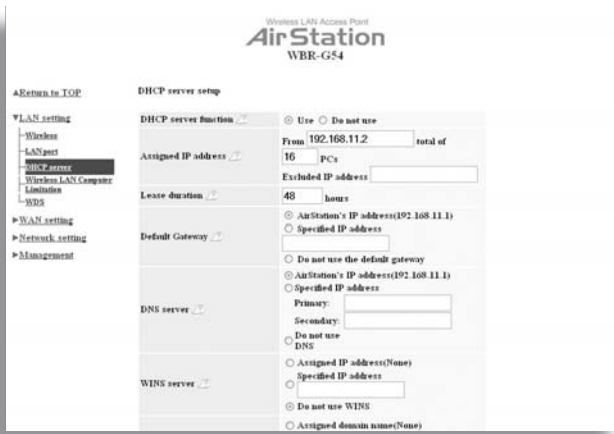 Wireless LAN Access Point
AirStation
WBR-G54
Return to TOP
LAN setting
Wireless
LAN port
DHCP server
Wireless LAN Computer
Limitation
WDS
WAN setting
Network setting
Management
DHCP server setup
DHCP server function ?
Use Do not use
Assigned IP address ?
From 192.168.11.2 total of
16 PCs
Excluded IP address
Lease duration ?
48 hours
Default Gateway ?
AirStation's IP address(192.168.11.1)
Specified IP address
Do not use the default gateway
DNS server ?
AirStation's IP address(192.168.11.1)
Specified IP address
Primary:
Secondary:
Do not use
DNS
WINS server ?
Assigned IP address(None)
Specified IP address
Do not use WINS
Assigned domain name(None)